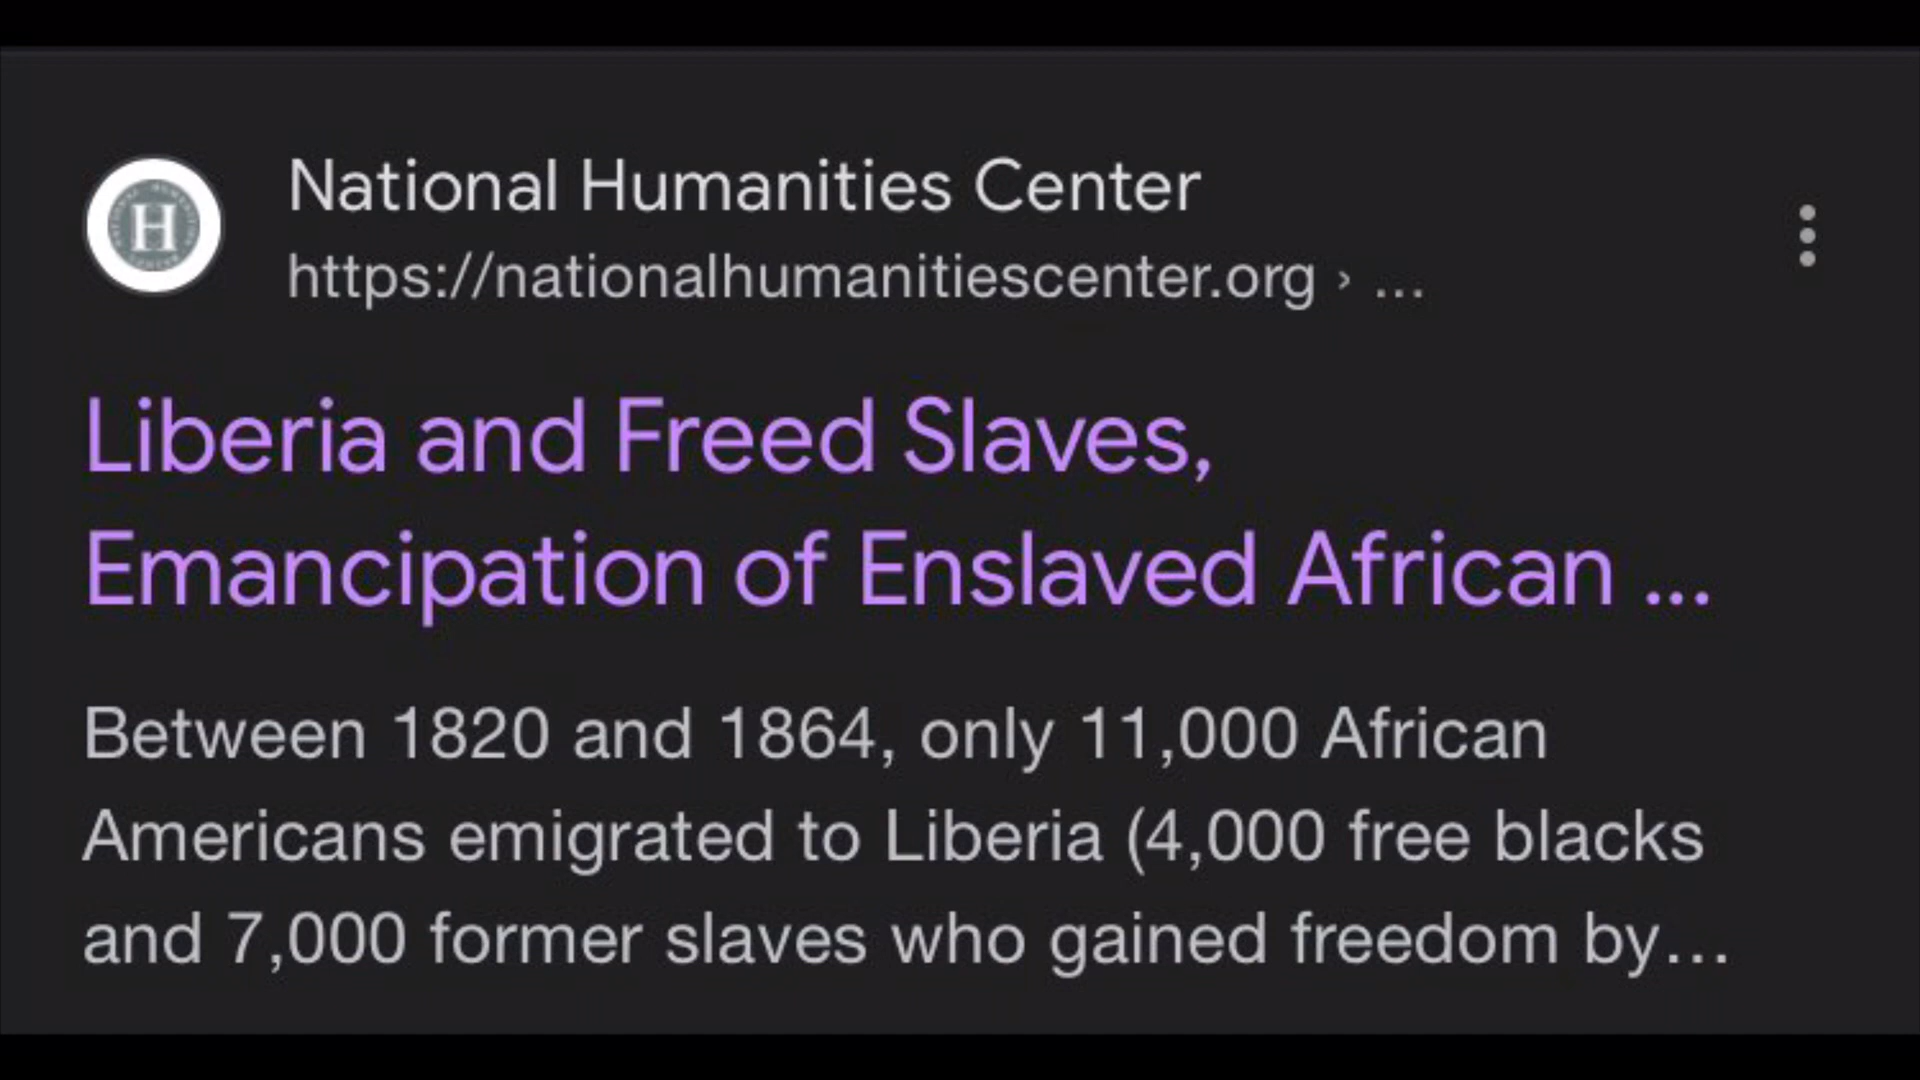 National Humanities Center
https://nationalhumanitiescenter.org › ...
Liberia and Freed Slaves,
Emancipation of Enslaved African ...
Between 1820 and 1864, only 11,000 African
Americans emigrated to Liberia (4,000 free blacks
and 7,000 former slaves who gained freedom by...
H